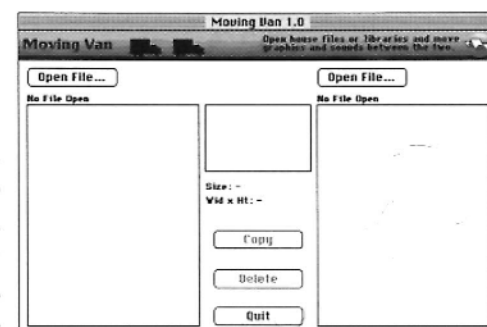 Moving Van 1.0
Moving Van
Open house files or libraries and move
graphics and sounds between the two.
Open File...
Open File...
No File Open
No File Open
Size: -
Wid x Ht: -
Copy
Delete
Quit